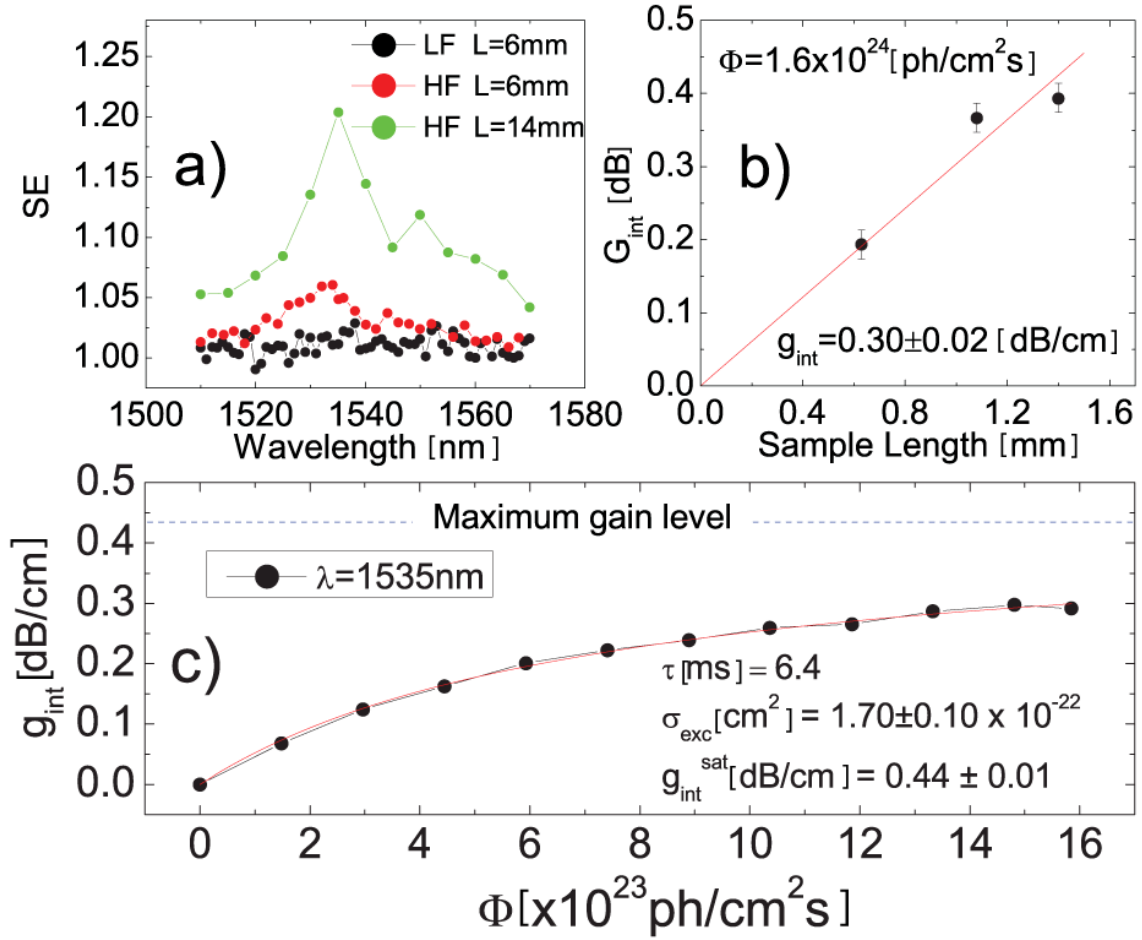 1.25
1.20
1.15
1.10
1.05
1.00
SE
LF L=6mm
HF L=6mm
HF L=14mm
a)
1500 1520 1540 1560 1580
Wavelength [nm]
0.5
0.4
0.3
0.2
0.1
0.0
G_int [dB]
Φ=1.6x10^24 [ph/cm^2s]
b)
g_int=0.30±0.02 [dB/cm]
0.0 0.4 0.8 1.2 1.6
Sample Length [mm]
0.5
0.4
0.3
0.2
0.1
0.0
g_int [dB/cm]
Maximum gain level
λ=1535nm
c)
τ[ms] = 6.4
σ_exc[cm^2] = 1.70±0.10 x 10^-22
g_int^sat[dB/cm] = 0.44 ± 0.01
0 2 4 6 8 10 12 14 16
Φ[x10^23ph/cm^2s]